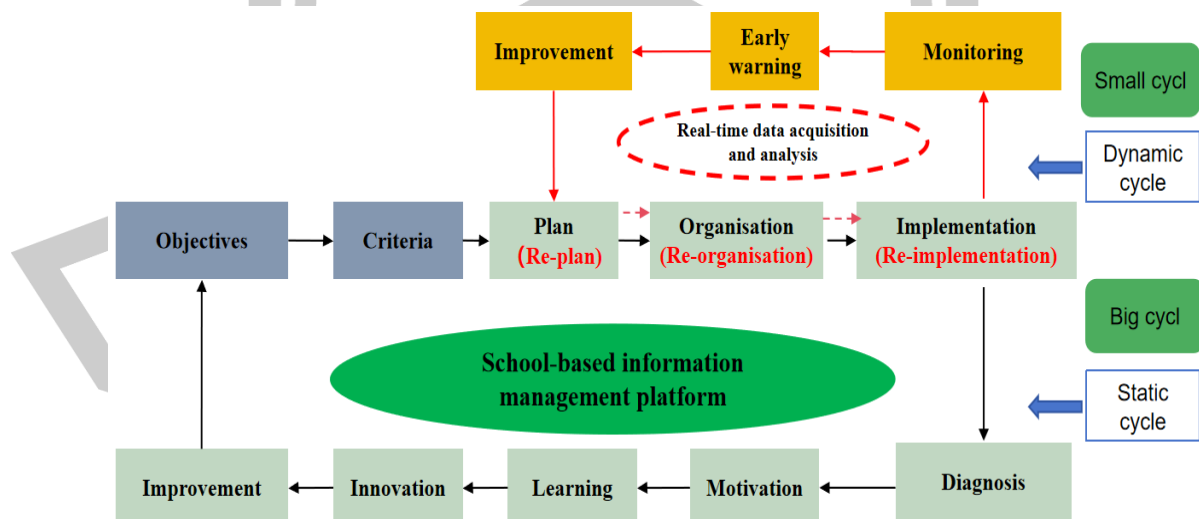 Improvement
Early
warning
Monitoring
Small cycl
Real-time data acquisition
and analysis
Dynamic
cycle
Objectives
Criteria
Plan
(Re-plan)
Organisation
(Re-organisation)
Implementation
(Re-implementation)
Big cycl
School-based information
management platform
Static
cycle
Improvement
Innovation
Learning
Motivation
Diagnosis